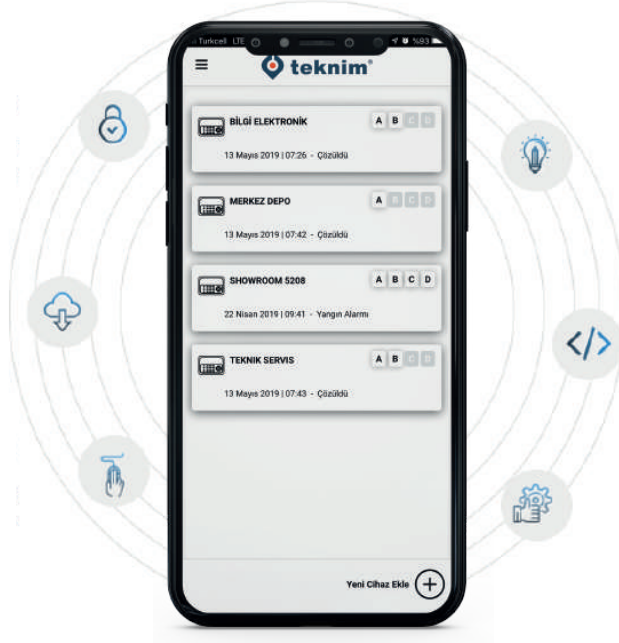 Turkcell LTE %93
teknim
BİLGİ ELEKTRONİK A B C D
13 Mayıs 2019 | 07:26 - Çözüldü
MERKEZ DEPO A B C D
13 Mayıs 2019 | 07:42 - Çözüldü
SHOWROOM 5208 A B C D
22 Nisan 2019 | 09:41 - Yangın Alarmı
TEKNIK SERVIS A B C D
13 Mayıs 2019 | 07:43 - Çözüldü
Yeni Cihaz Ekle